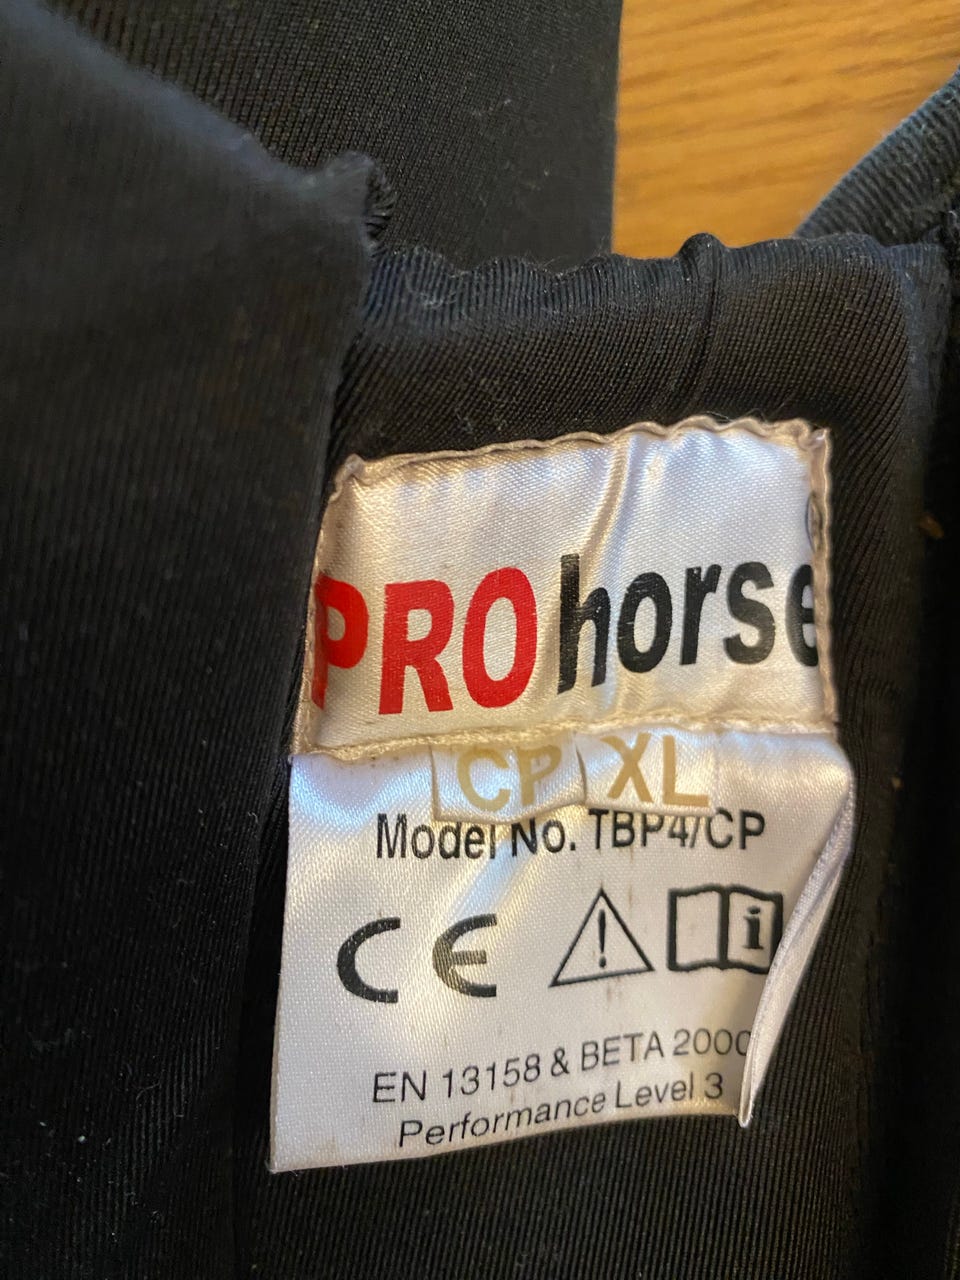 PROhorse
CP XL
Model No. TBP4/CP
CE
i
EN 13158 & BETA 2000
Performance Level 3